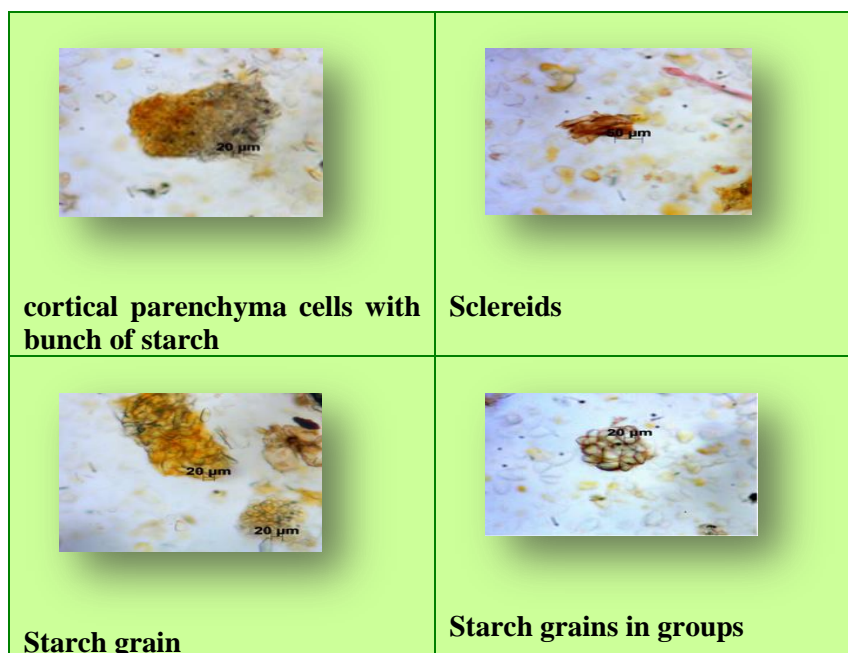 20 µm
50 µm
cortical parenchyma cells with
bunch of starch
Sclereids
20 µm
20 µm
20 µm
Starch grain
Starch grains in groups